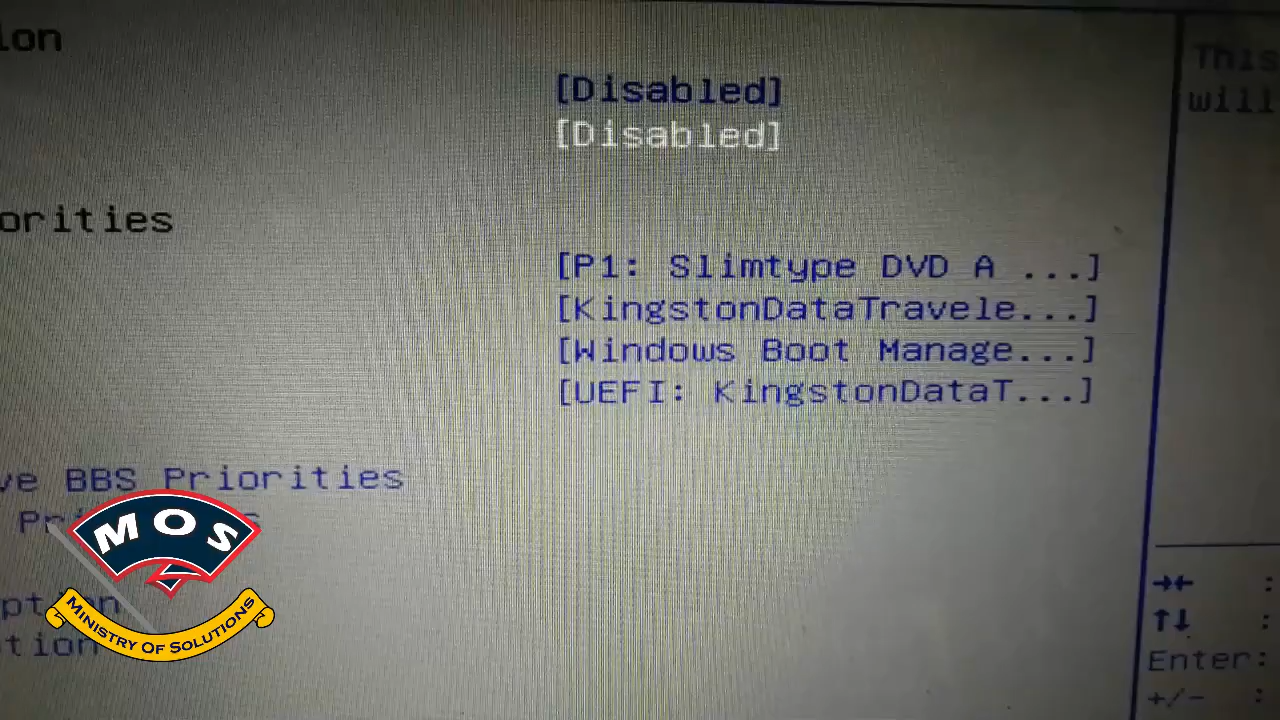 ion
[Disabled]
[Disabled]
orities
[P1: Slimtype DVD A ...]
[KingstonDataTravele...]
[Windows Boot Manage...]
[UEFI: KingstonDataT...]
ve BBS Priorities
This
will
→← :
↑↓ :
Enter:
+/- :
MOS
MINISTRY OF SOLUTIONS